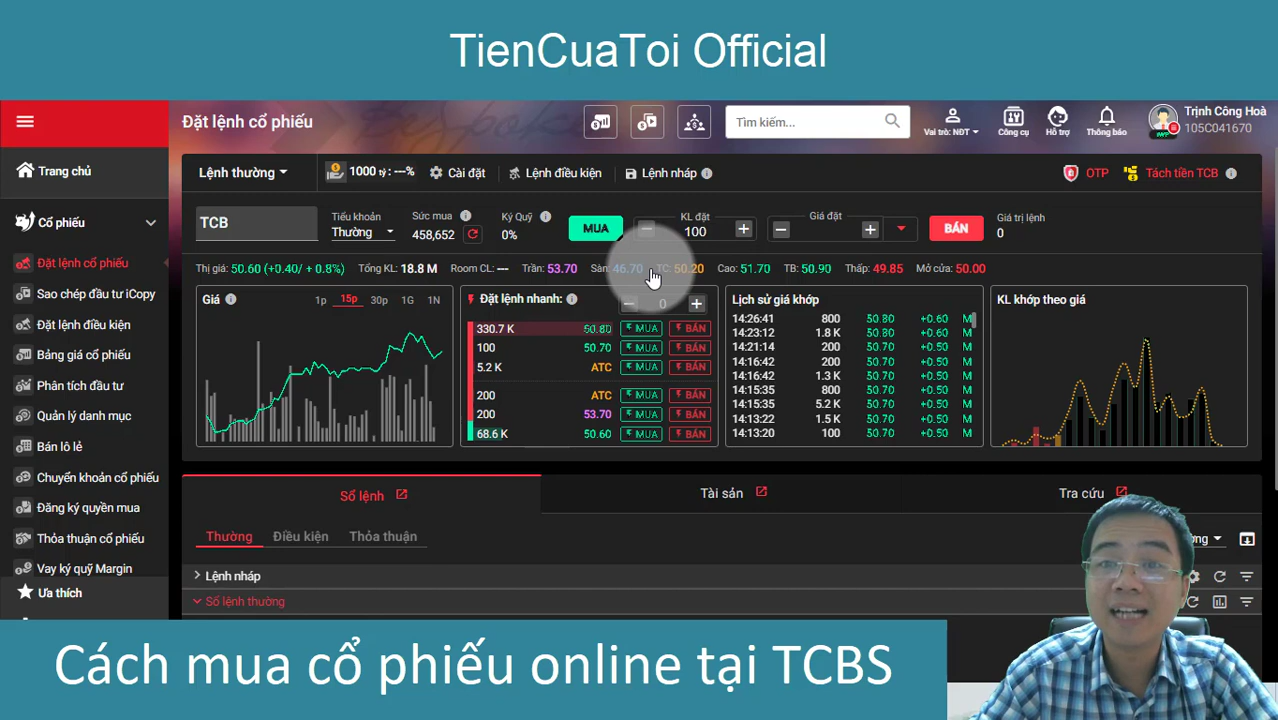 TienCuaToi Official
Đặt lệnh cổ phiếu
Tìm kiếm...
Vai trò: NĐT
Công cụ
Hỗ trợ
Thông báo
Trịnh Công Hoà
105C041670
Trang chủ
Cổ phiếu
Đặt lệnh cổ phiếu
Sao chép đầu tư iCopy
Đặt lệnh điều kiện
Bảng giá cổ phiếu
Phân tích đầu tư
Quản lý danh mục
Bán lô lẻ
Chuyển khoản cổ phiếu
Đăng ký quyền mua
Thỏa thuận cổ phiếu
Vay ký quỹ Margin
Ưa thích
Lệnh thường
1000 tỷ : ---%
Cài đặt
Lệnh điều kiện
Lệnh nháp
OTP
Tách tiền TCB
TCB
Tiểu khoản
Thường
Sức mua
458,652
Ký Quỹ
0%
MUA
KL đặt
100
Giá đặt
BÁN
Giá trị lệnh
0
Thị giá: 50.60 (+0.40/ + 0.8%) Tổng KL: 18.8 M Room CL: --- Trần: 53.70 Sàn: 46.70 TC: 50.20 Cao: 51.70 TB: 50.90 Thấp: 49.85 Mở cửa: 50.00
Giá 1p 15p 30p 1G 1N
Đặt lệnh nhanh: 0
330.7 K 50.80 MUA BÁN
100 50.70 MUA BÁN
5.2 K ATC MUA BÁN
200 ATC MUA BÁN
200 53.70 MUA BÁN
68.6 K 50.60 MUA BÁN
Lịch sử giá khớp
14:26:41 800 50.80 +0.60 M
14:23:12 1.8 K 50.80 +0.60 M
14:21:14 200 50.70 +0.50 M
14:16:42 200 50.70 +0.50 M
14:16:42 1.3 K 50.70 +0.50 M
14:15:35 800 50.70 +0.50 M
14:15:35 5.2 K 50.70 +0.50 M
14:13:22 1.5 K 50.70 +0.50 M
14:13:20 100 50.70 +0.50 M
KL khớp theo giá
Sổ lệnh
Tài sản
Tra cứu
Thường
Điều kiện
Thỏa thuận
Lệnh nháp
Sổ lệnh thường
Cách mua cổ phiếu online tại TCBS